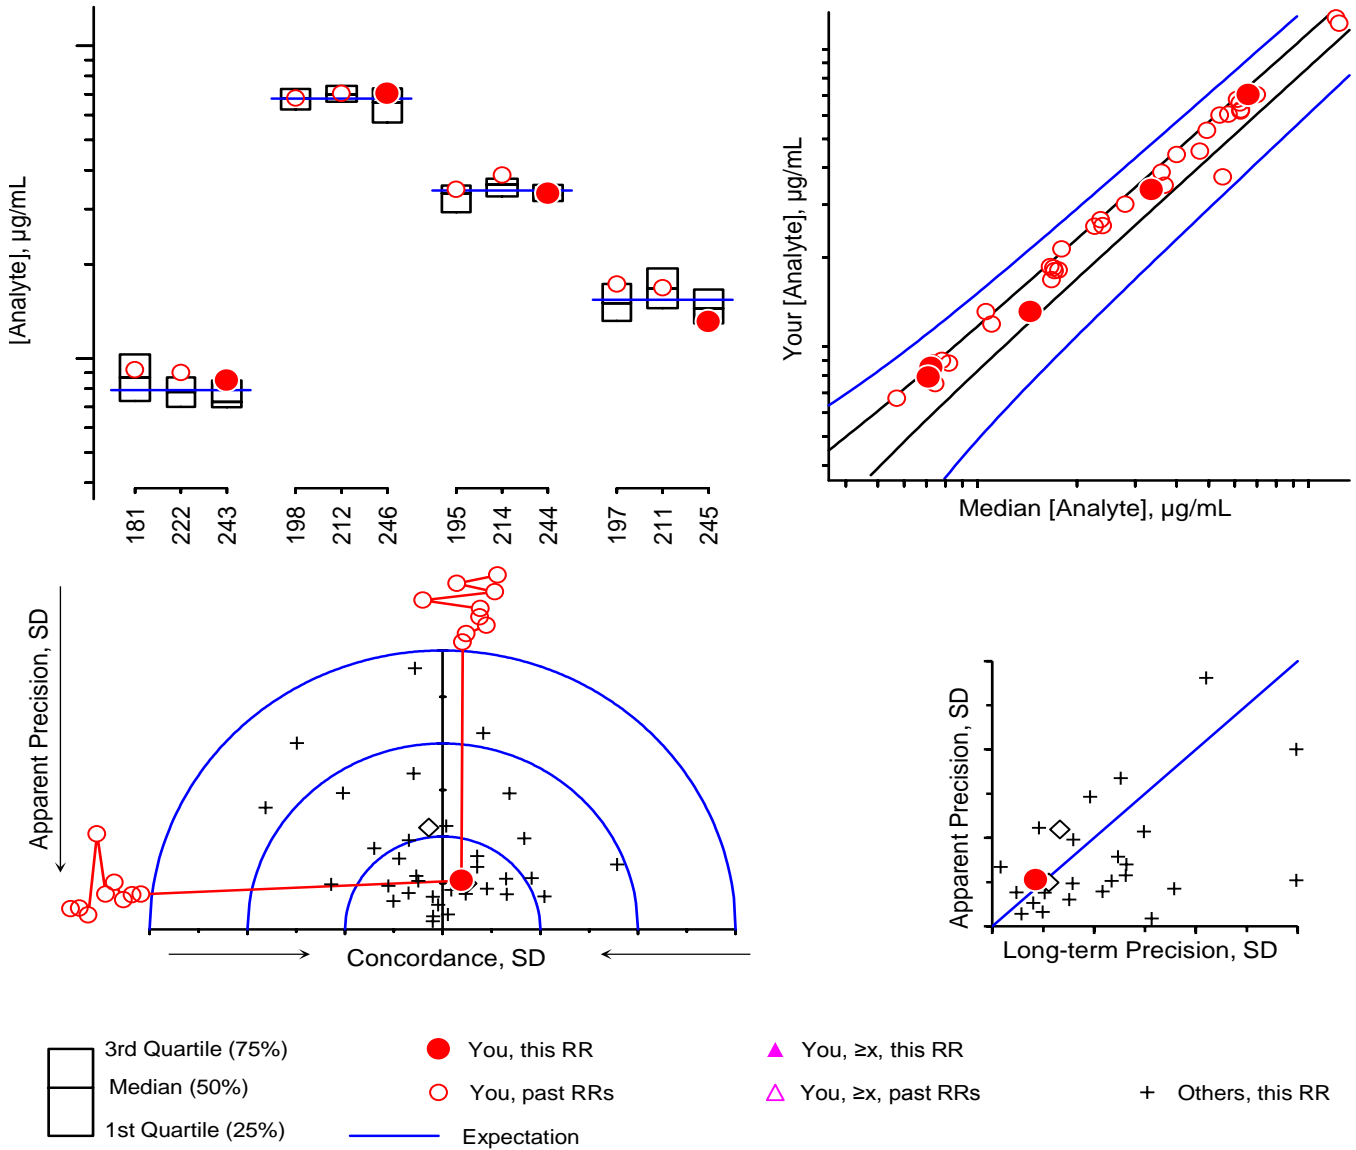 [Analyte], µg/mL
181
222
243
198
212
246
195
214
244
197
211
245
Your [Analyte], µg/mL
Median [Analyte], µg/mL
Apparent Precision, SD
Concordance, SD
Apparent Precision, SD
Long-term Precision, SD
3rd Quartile (75%)
Median (50%)
1st Quartile (25%)
You, this RR
You, past RRs
Expectation
You, ≥x, this RR
You, ≥x, past RRs
Others, this RR